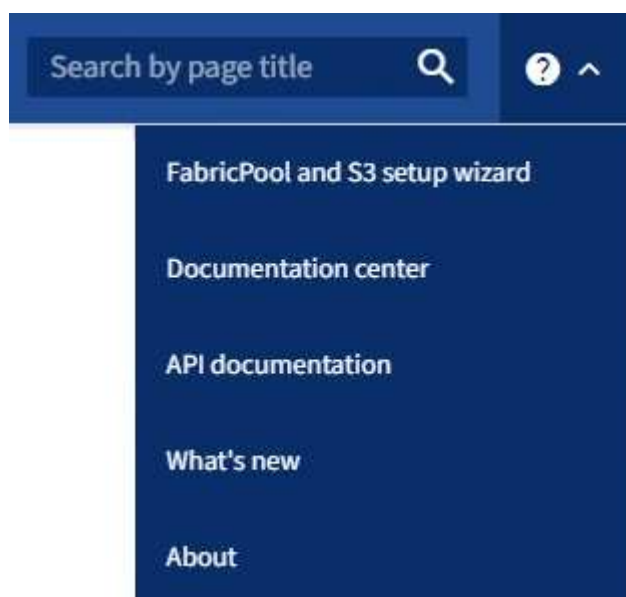 Search by page title
FabricPool and S3 setup wizard
Documentation center
API documentation
What's new
About